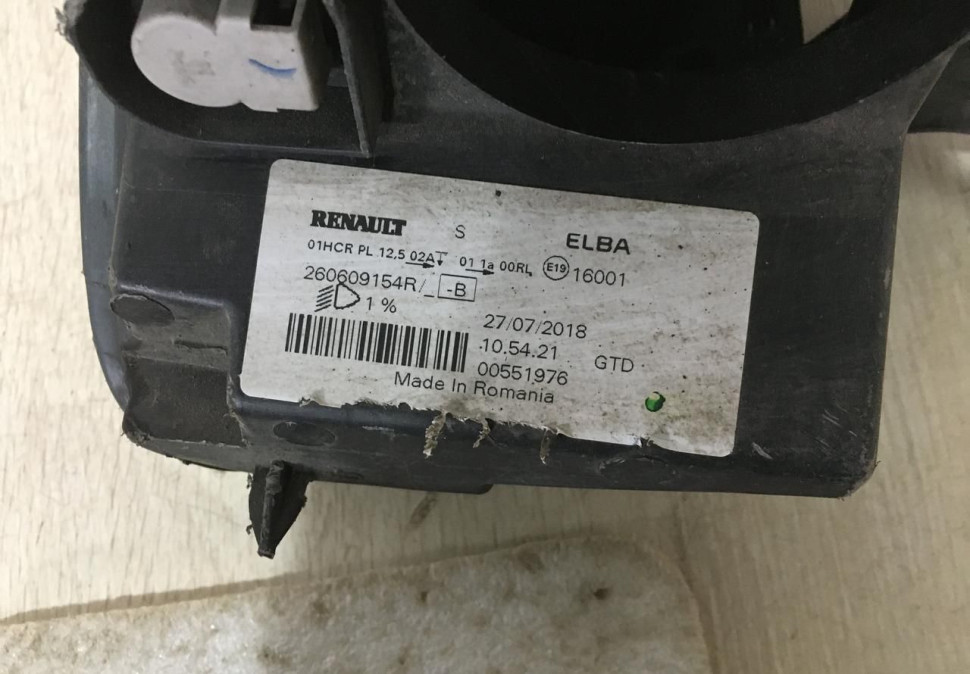 RENAULT S ELBA
01HCR PL 12,5 02A 01 1a 00RL E19 16001
260609154R/_ -B
1 %
27/07/2018
10.54.21 GTD
00551976
Made In Romania